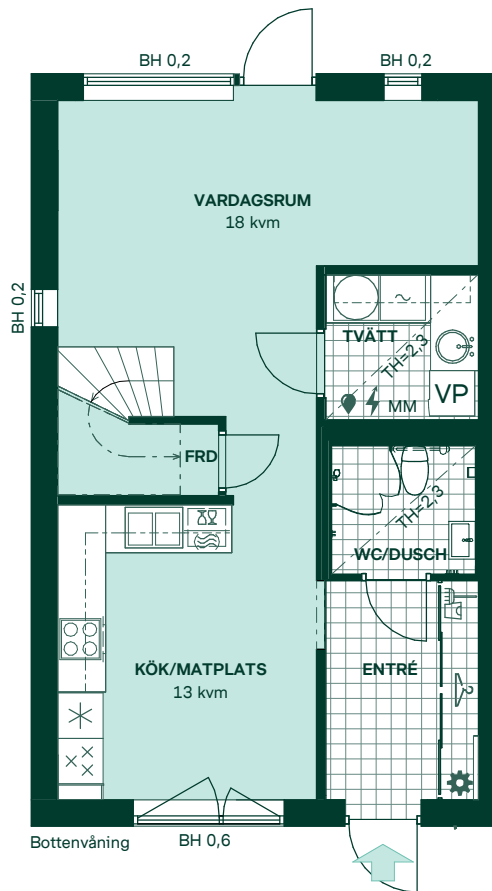 BH 0,2
BH 0,2
VARDAGSRUM
18 kvm
BH 0,2
TVÄTT
TH=2,3
VP
MM
FRD
TH=2,3
WC/DUSCH
KÖK/MATPLATS
13 kvm
ENTRÉ
Bottenvåning
BH 0,6